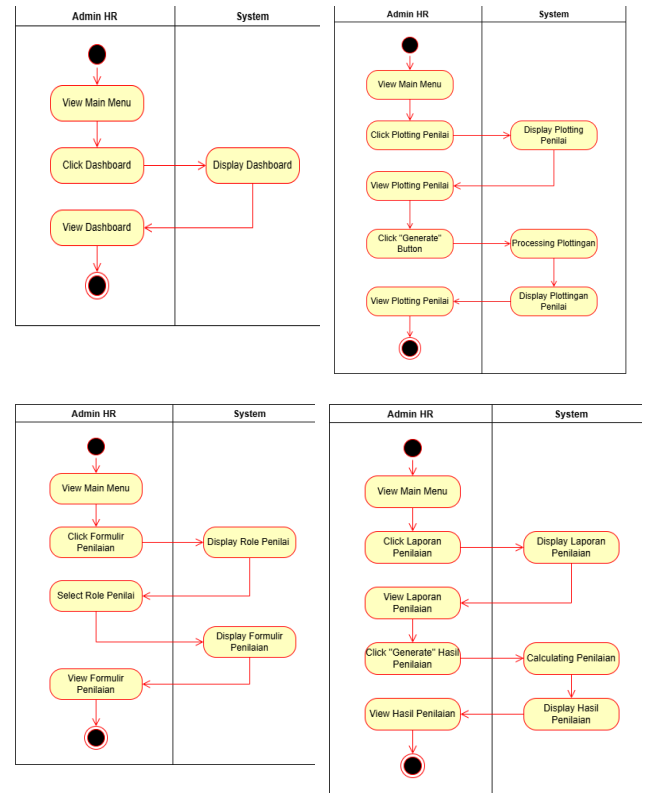 Admin HR
System
View Main Menu
Click Dashboard
Display Dashboard
View Dashboard
Admin HR
System
View Main Menu
Click Plotting Penilai
Display Plotting
Penilai
View Plotting Penilai
Click "Generate"
Button
Processing Plottingan
View Plotting Penilai
Display Plottingan
Penilai
Admin HR
System
View Main Menu
Click Formulir
Penilaian
Display Role Penilai
Select Role Penilai
Display Formulir
Penilaian
View Formulir
Penilaian
Admin HR
System
View Main Menu
Click Laporan
Penilaian
Display Laporan
Penilaian
View Laporan
Penilaian
Click "Generate" Hasil
Penilaian
Calculating Penilaian
View Hasil Penilaian
Display Hasil
Penilaian